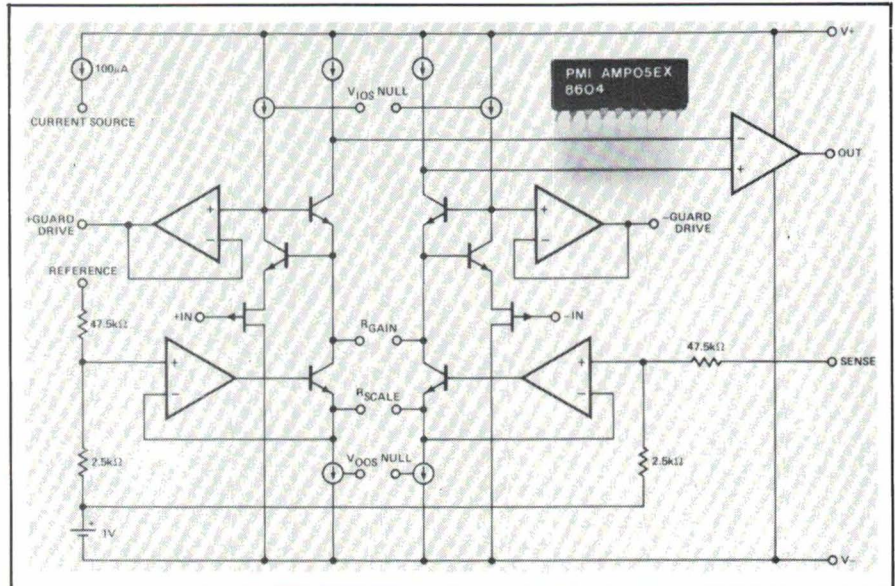 V+
100μA
CURRENT SOURCE
VIOS NULL
PMI AMP05EX
8604
−
+
OUT
+GUARD
DRIVE
+
−
+
−
−GUARD
DRIVE
REFERENCE
47.5kΩ
+IN
−IN
RGAIN
47.5kΩ
+
−
+
−
SENSE
RSCALE
2.5kΩ
VOOS NULL
2.5kΩ
+
1V
V−